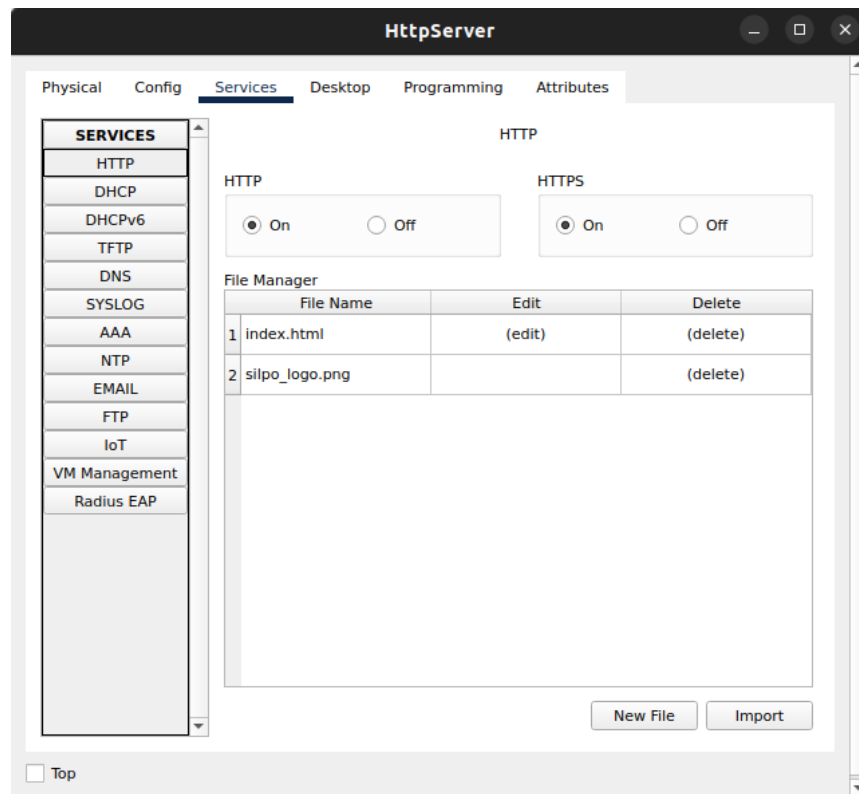 HttpServer
Physical Config Services Desktop Programming Attributes
SERVICES
HTTP
DHCP
DHCPv6
TFTP
DNS
SYSLOG
AAA
NTP
EMAIL
FTP
IoT
VM Management
Radius EAP
HTTP
HTTP HTTPS
On Off On Off
File Manager
File Name Edit Delete
1 index.html (edit) (delete)
2 silpo_logo.png (delete)
New File Import
Top